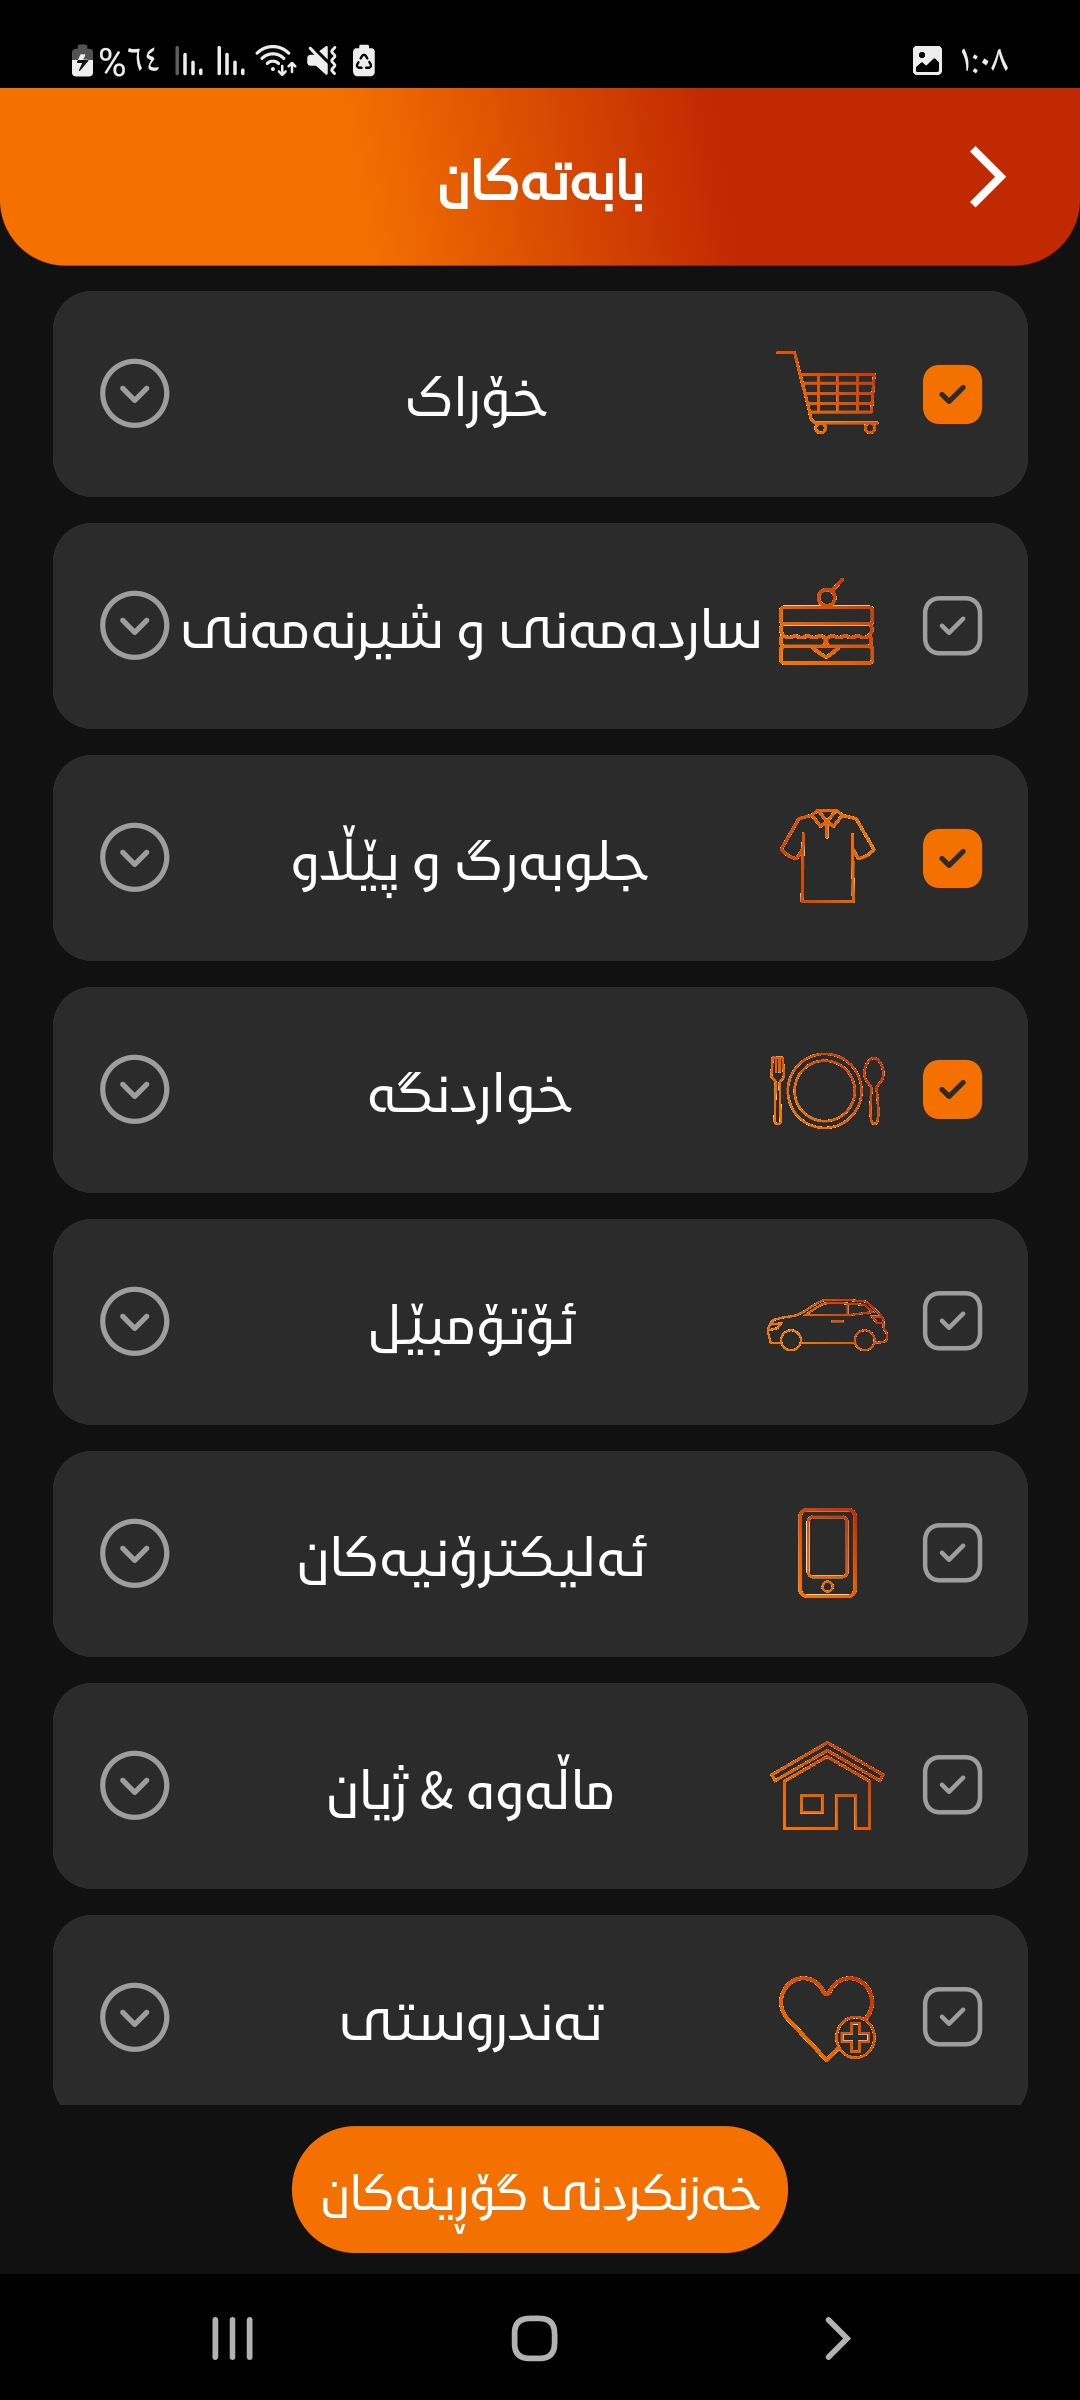 ١:٠٨
%٦٤
بابەتەکان
خۆراک
ساردەمەنی و شیرنەمەنی
جلوبەرگ و پێڵاو
خواردنگە
ئۆتۆمبێل
ئەلیکترۆنیەکان
ماڵەوە & ژیان
تەندروستی
خەزنکردنی گۆڕینەکان